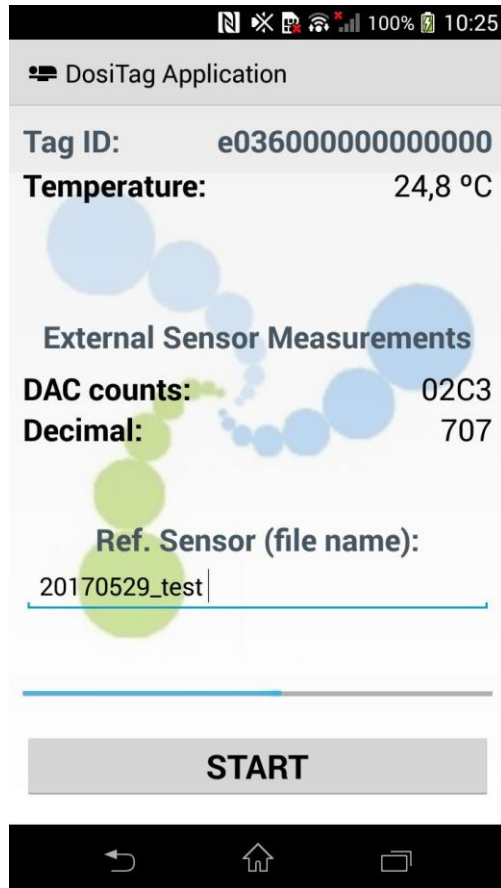 100% 10:25
DosiTag Application
Tag ID: e036000000000000
Temperature: 24,8 ºC
External Sensor Measurements
DAC counts: 02C3
Decimal: 707
Ref. Sensor (file name):
20170529_test
START